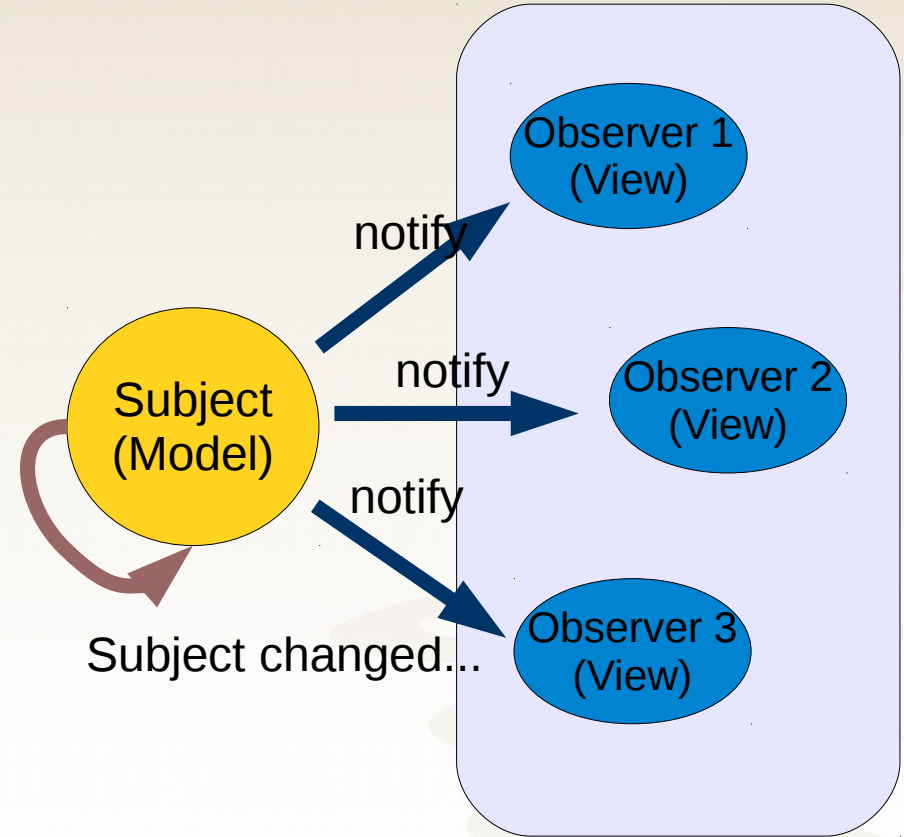 Observer 1
(View)
notify
notify
Observer 2
(View)
Subject
(Model)
notify
Observer 3
(View)
Subject changed...